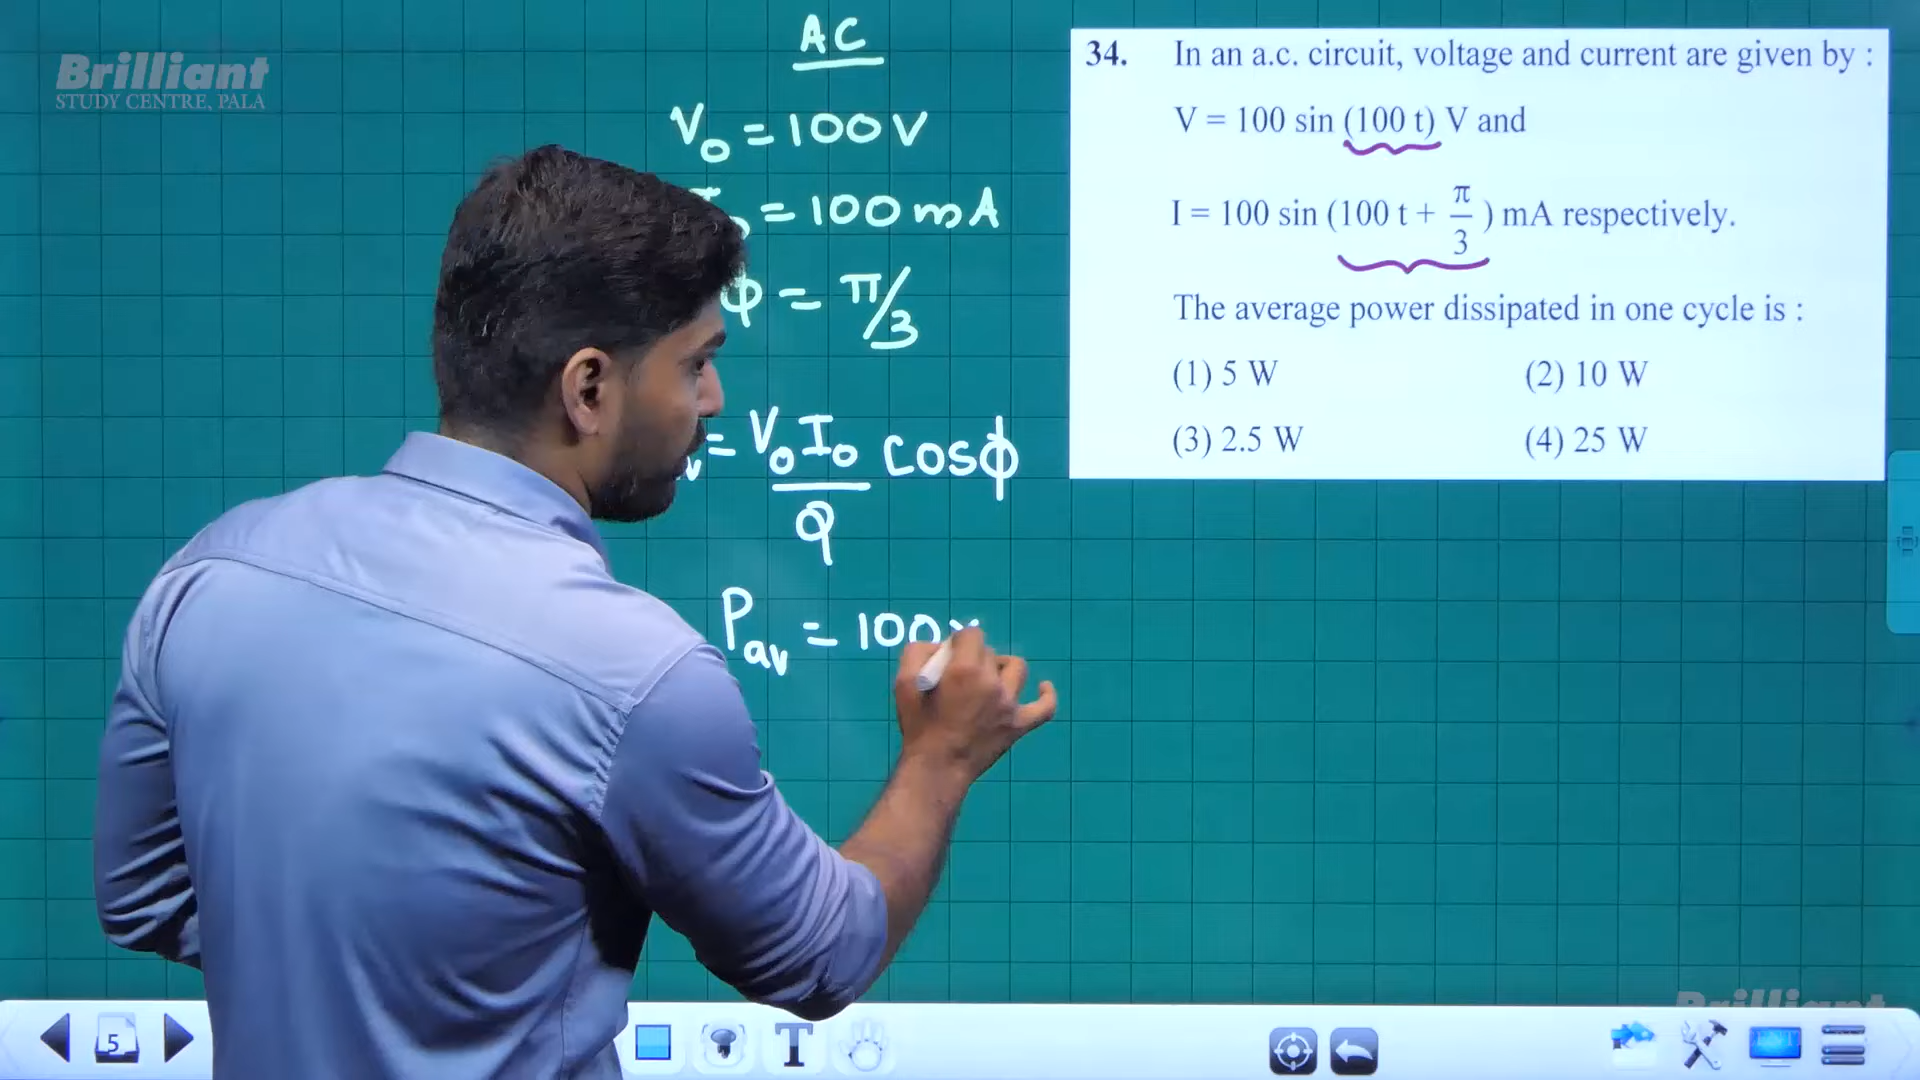 Brilliant
STUDY CENTRE, PALA
AC
V₀ = 100 V
= 100 mA
φ = π/3
= V₀I₀/2 cosφ
P_av = 100 ×
34. In an a.c. circuit, voltage and current are given by :
V = 100 sin (100 t) V and
I = 100 sin (100 t + π/3) mA respectively.
The average power dissipated in one cycle is :
(1) 5 W (2) 10 W
(3) 2.5 W (4) 25 W
5
T
Brilliant